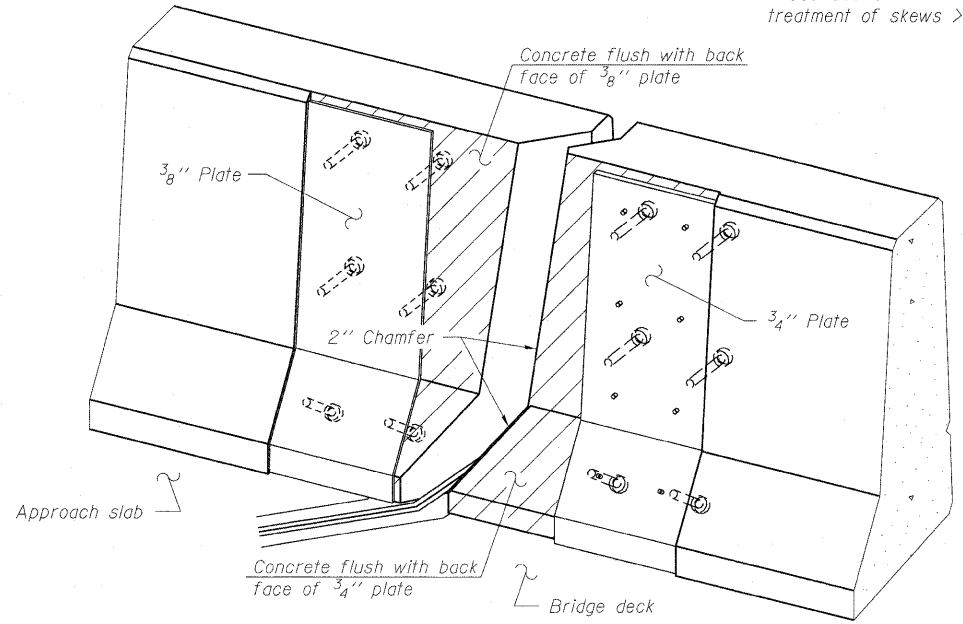 treatment of skews >
Concrete flush with back
face of 3/8" plate
3/8" Plate
3/4" Plate
2" Chamfer
Approach slab
Concrete flush with back
face of 3/4" plate
Bridge deck